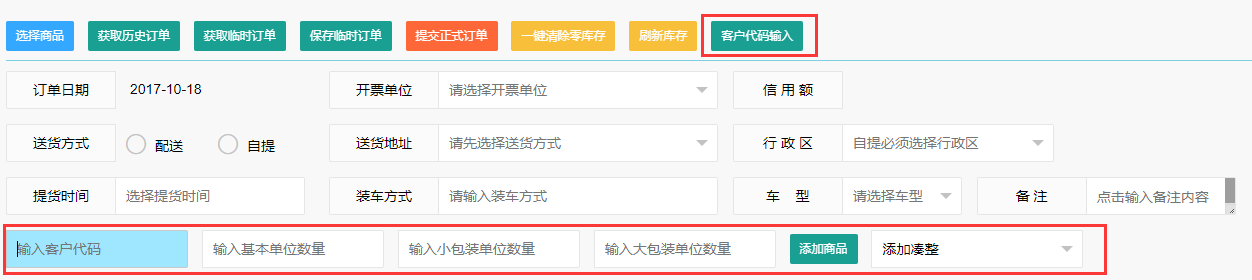 选择商品 获取历史订单 获取临时订单 保存临时订单 提交正式订单 一键清除零库存 刷新库存 客户代码输入
订单日期 2017-10-18 开票单位 请选择开票单位 信 用 额
送货方式 配送 自提 送货地址 请先选择送货方式 行 政 区 自提必须选择行政区
提货时间 选择提货时间 装车方式 请输入装车方式 车 型 请选择车型 备 注 点击输入备注内容
输入客户代码 输入基本单位数量 输入小包装单位数量 输入大包装单位数量 添加商品 添加凑整